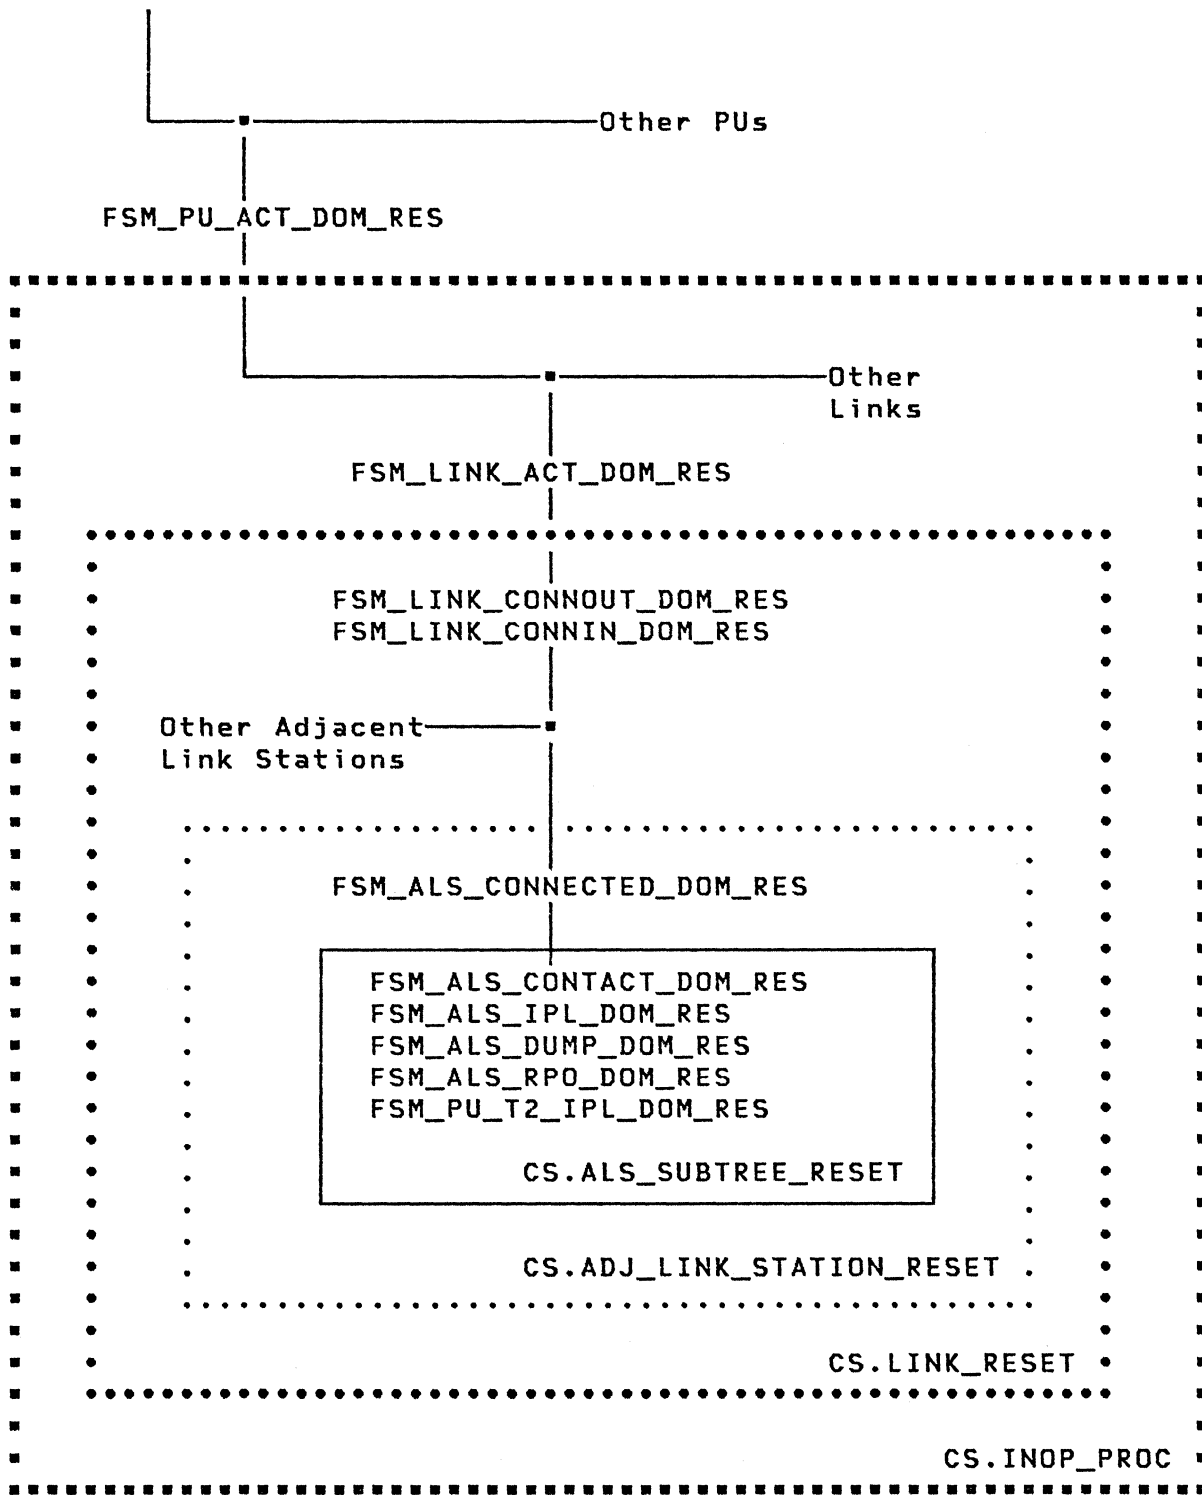 Other PUs
FSM_PU_ACT_DOM_RES
Other
Links
FSM_LINK_ACT_DOM_RES
FSM_LINK_CONNOUT_DOM_RES
FSM_LINK_CONNIN_DOM_RES
Other Adjacent
Link Stations
FSM_ALS_CONNECTED_DOM_RES
FSM_ALS_CONTACT_DOM_RES
FSM_ALS_IPL_DOM_RES
FSM_ALS_DUMP_DOM_RES
FSM_ALS_RPO_DOM_RES
FSM_PU_T2_IPL_DOM_RES
CS.ALS_SUBTREE_RESET
CS.ADJ_LINK_STATION_RESET
CS.LINK_RESET
CS.INOP_PROC